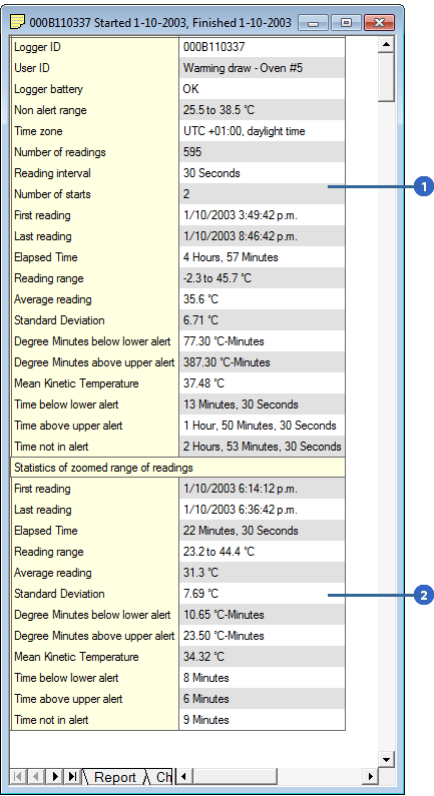 000B110337 Started 1-10-2003, Finished 1-10-2003
Logger ID 000B110337
User ID Warming draw - Oven #5
Logger battery OK
Non alert range 25.5 to 38.5 °C
Time zone UTC +01:00, daylight time
Number of readings 595
Reading interval 30 Seconds
Number of starts 2
1
First reading 1/10/2003 3:49:42 p.m.
Last reading 1/10/2003 8:46:42 p.m.
Elapsed Time 4 Hours, 57 Minutes
Reading range -2.3 to 45.7 °C
Average reading 35.6 °C
Standard Deviation 6.71 °C
Degree Minutes below lower alert 77.30 °C-Minutes
Degree Minutes above upper alert 387.30 °C-Minutes
Mean Kinetic Temperature 37.48 °C
Time below lower alert 13 Minutes, 30 Seconds
Time above upper alert 1 Hour, 50 Minutes, 30 Seconds
Time not in alert 2 Hours, 53 Minutes, 30 Seconds
Statistics of zoomed range of readings
First reading 1/10/2003 6:14:12 p.m.
Last reading 1/10/2003 6:36:42 p.m.
Elapsed Time 22 Minutes, 30 Seconds
Reading range 23.2 to 44.4 °C
Average reading 31.3 °C
Standard Deviation 7.69 °C
2
Degree Minutes below lower alert 10.65 °C-Minutes
Degree Minutes above upper alert 23.50 °C-Minutes
Mean Kinetic Temperature 34.32 °C
Time below lower alert 8 Minutes
Time above upper alert 6 Minutes
Time not in alert 9 Minutes
Report Ch